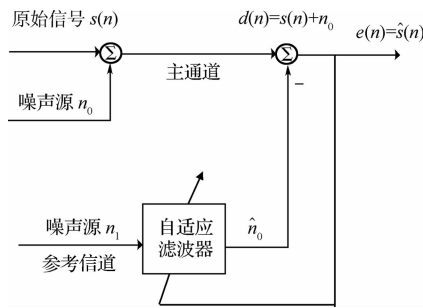 原始信号 s(n)
d(n)=s(n)+n₀
e(n)=ŝ(n)
Σ
Σ
主通道
−
噪声源 n₀
噪声源 n₁
参考信道
自适应
滤波器
n̂₀